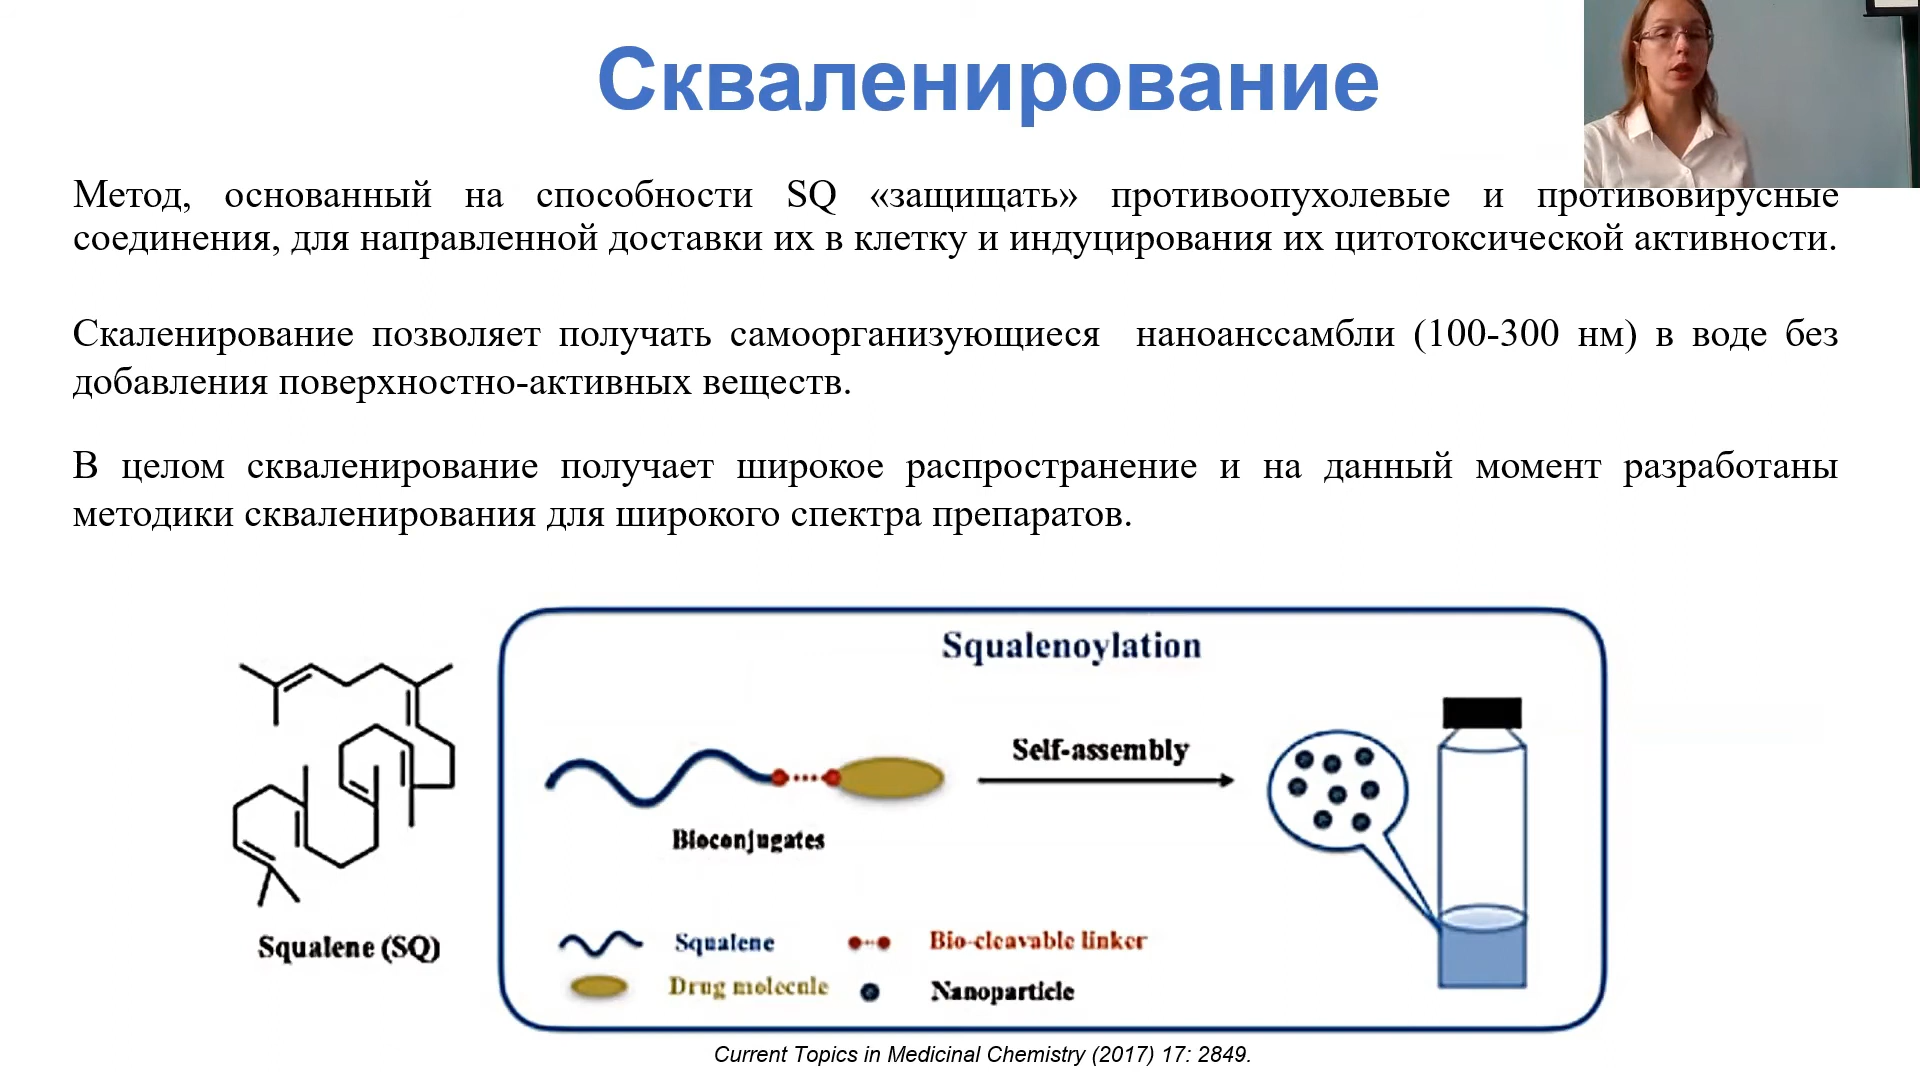 Скваленирование
Метод, основанный на способности SQ «защищать» противоопухолевые и противовирусные
соединения, для направленной доставки их в клетку и индуцирования их цитотоксической активности.
Скаленирование позволяет получать самоорганизующиеся наноанссамбли (100-300 нм) в воде без
добавления поверхностно-активных веществ.
В целом скваленирование получает широкое распространение и на данный момент разработаны
методики скваленирования для широкого спектра препаратов.
Squalenoylation
Self-assembly
Bioconjugates
Squalene (SQ)
Squalene
Bio-cleavable linker
Drug molecule
Nanoparticle
Current Topics in Medicinal Chemistry (2017) 17: 2849.